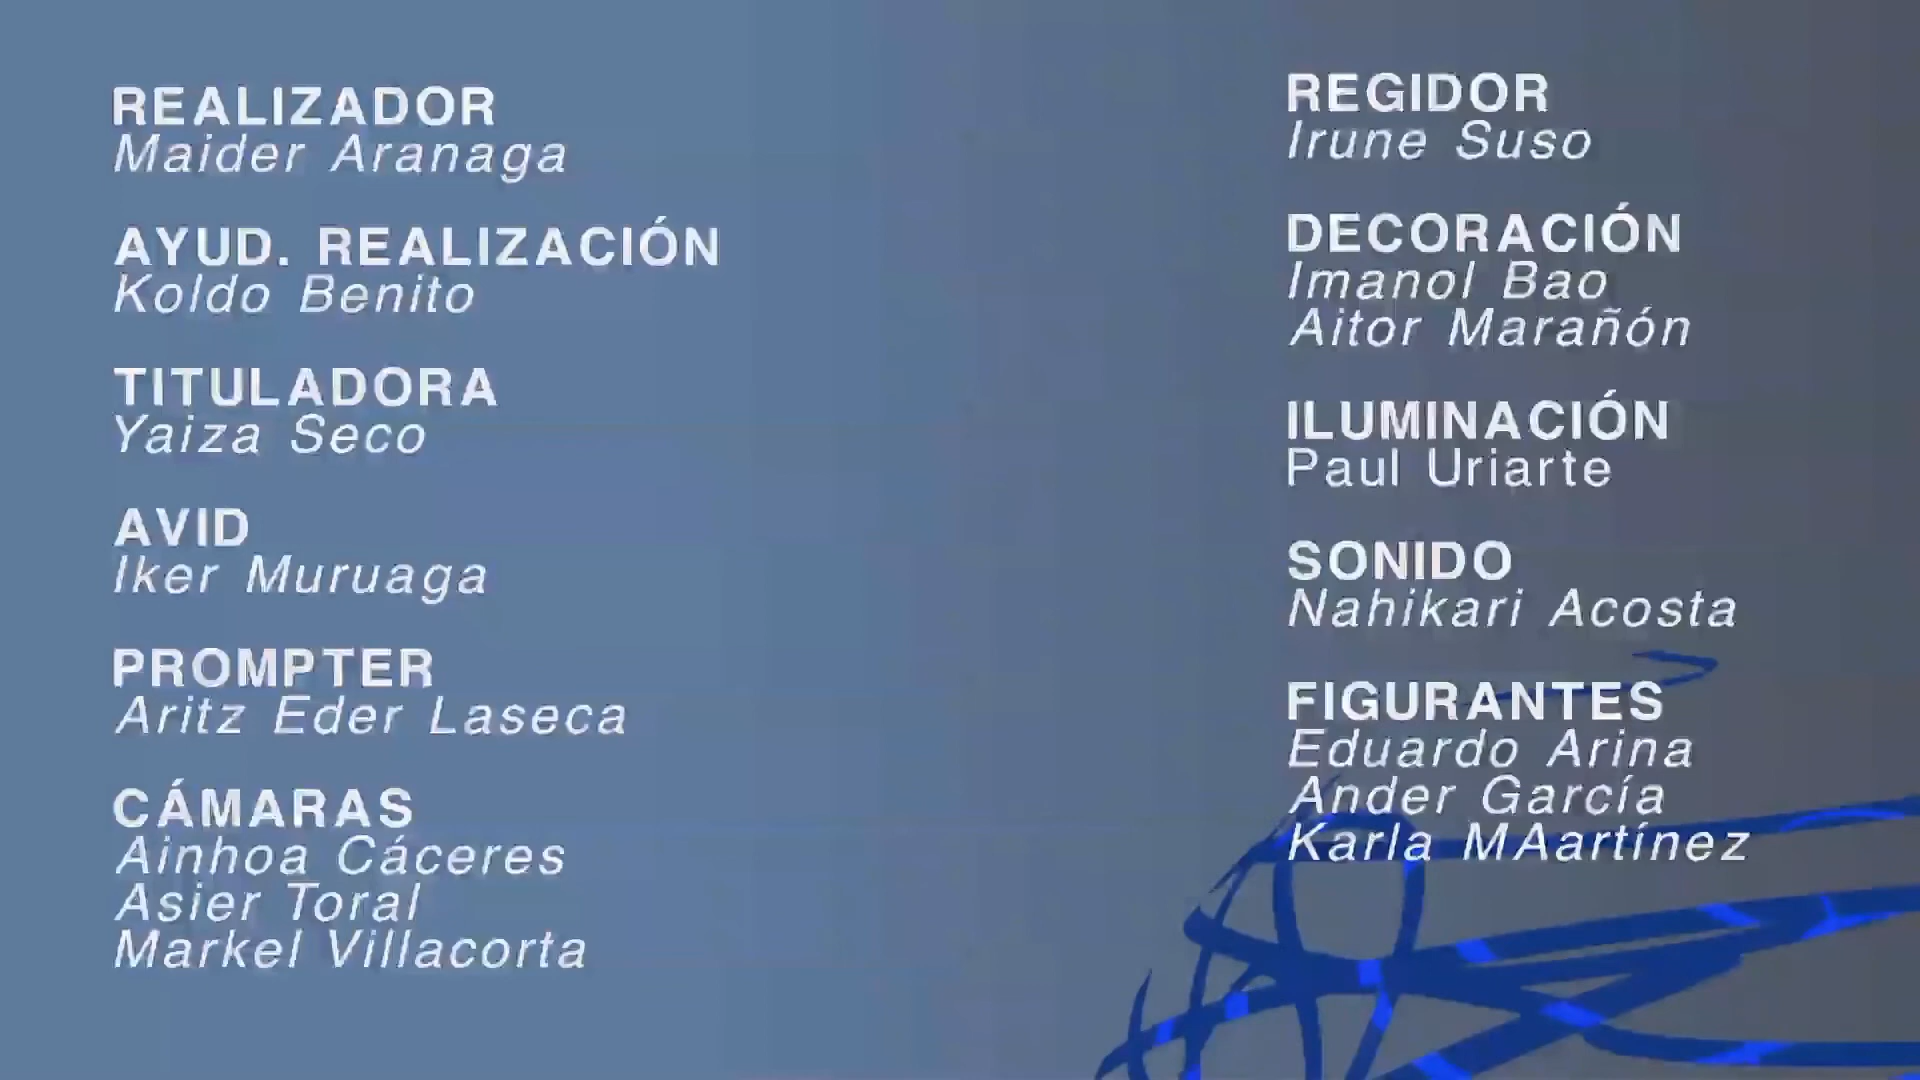 REALIZADOR
Maider Aranaga
AYUD. REALIZACIÓN
Koldo Benito
TITULADORA
Yaiza Seco
AVID
Iker Muruaga
PROMPTER
Aritz Eder Laseca
CÁMARAS
Ainhoa Cáceres
Asier Toral
Markel Villacorta
REGIDOR
Irune Suso
DECORACIÓN
Imanol Bao
Aitor Marañón
ILUMINACIÓN
Paul Uriarte
SONIDO
Nahikari Acosta
FIGURANTES
Eduardo Arina
Ander García
Karla MAartínez